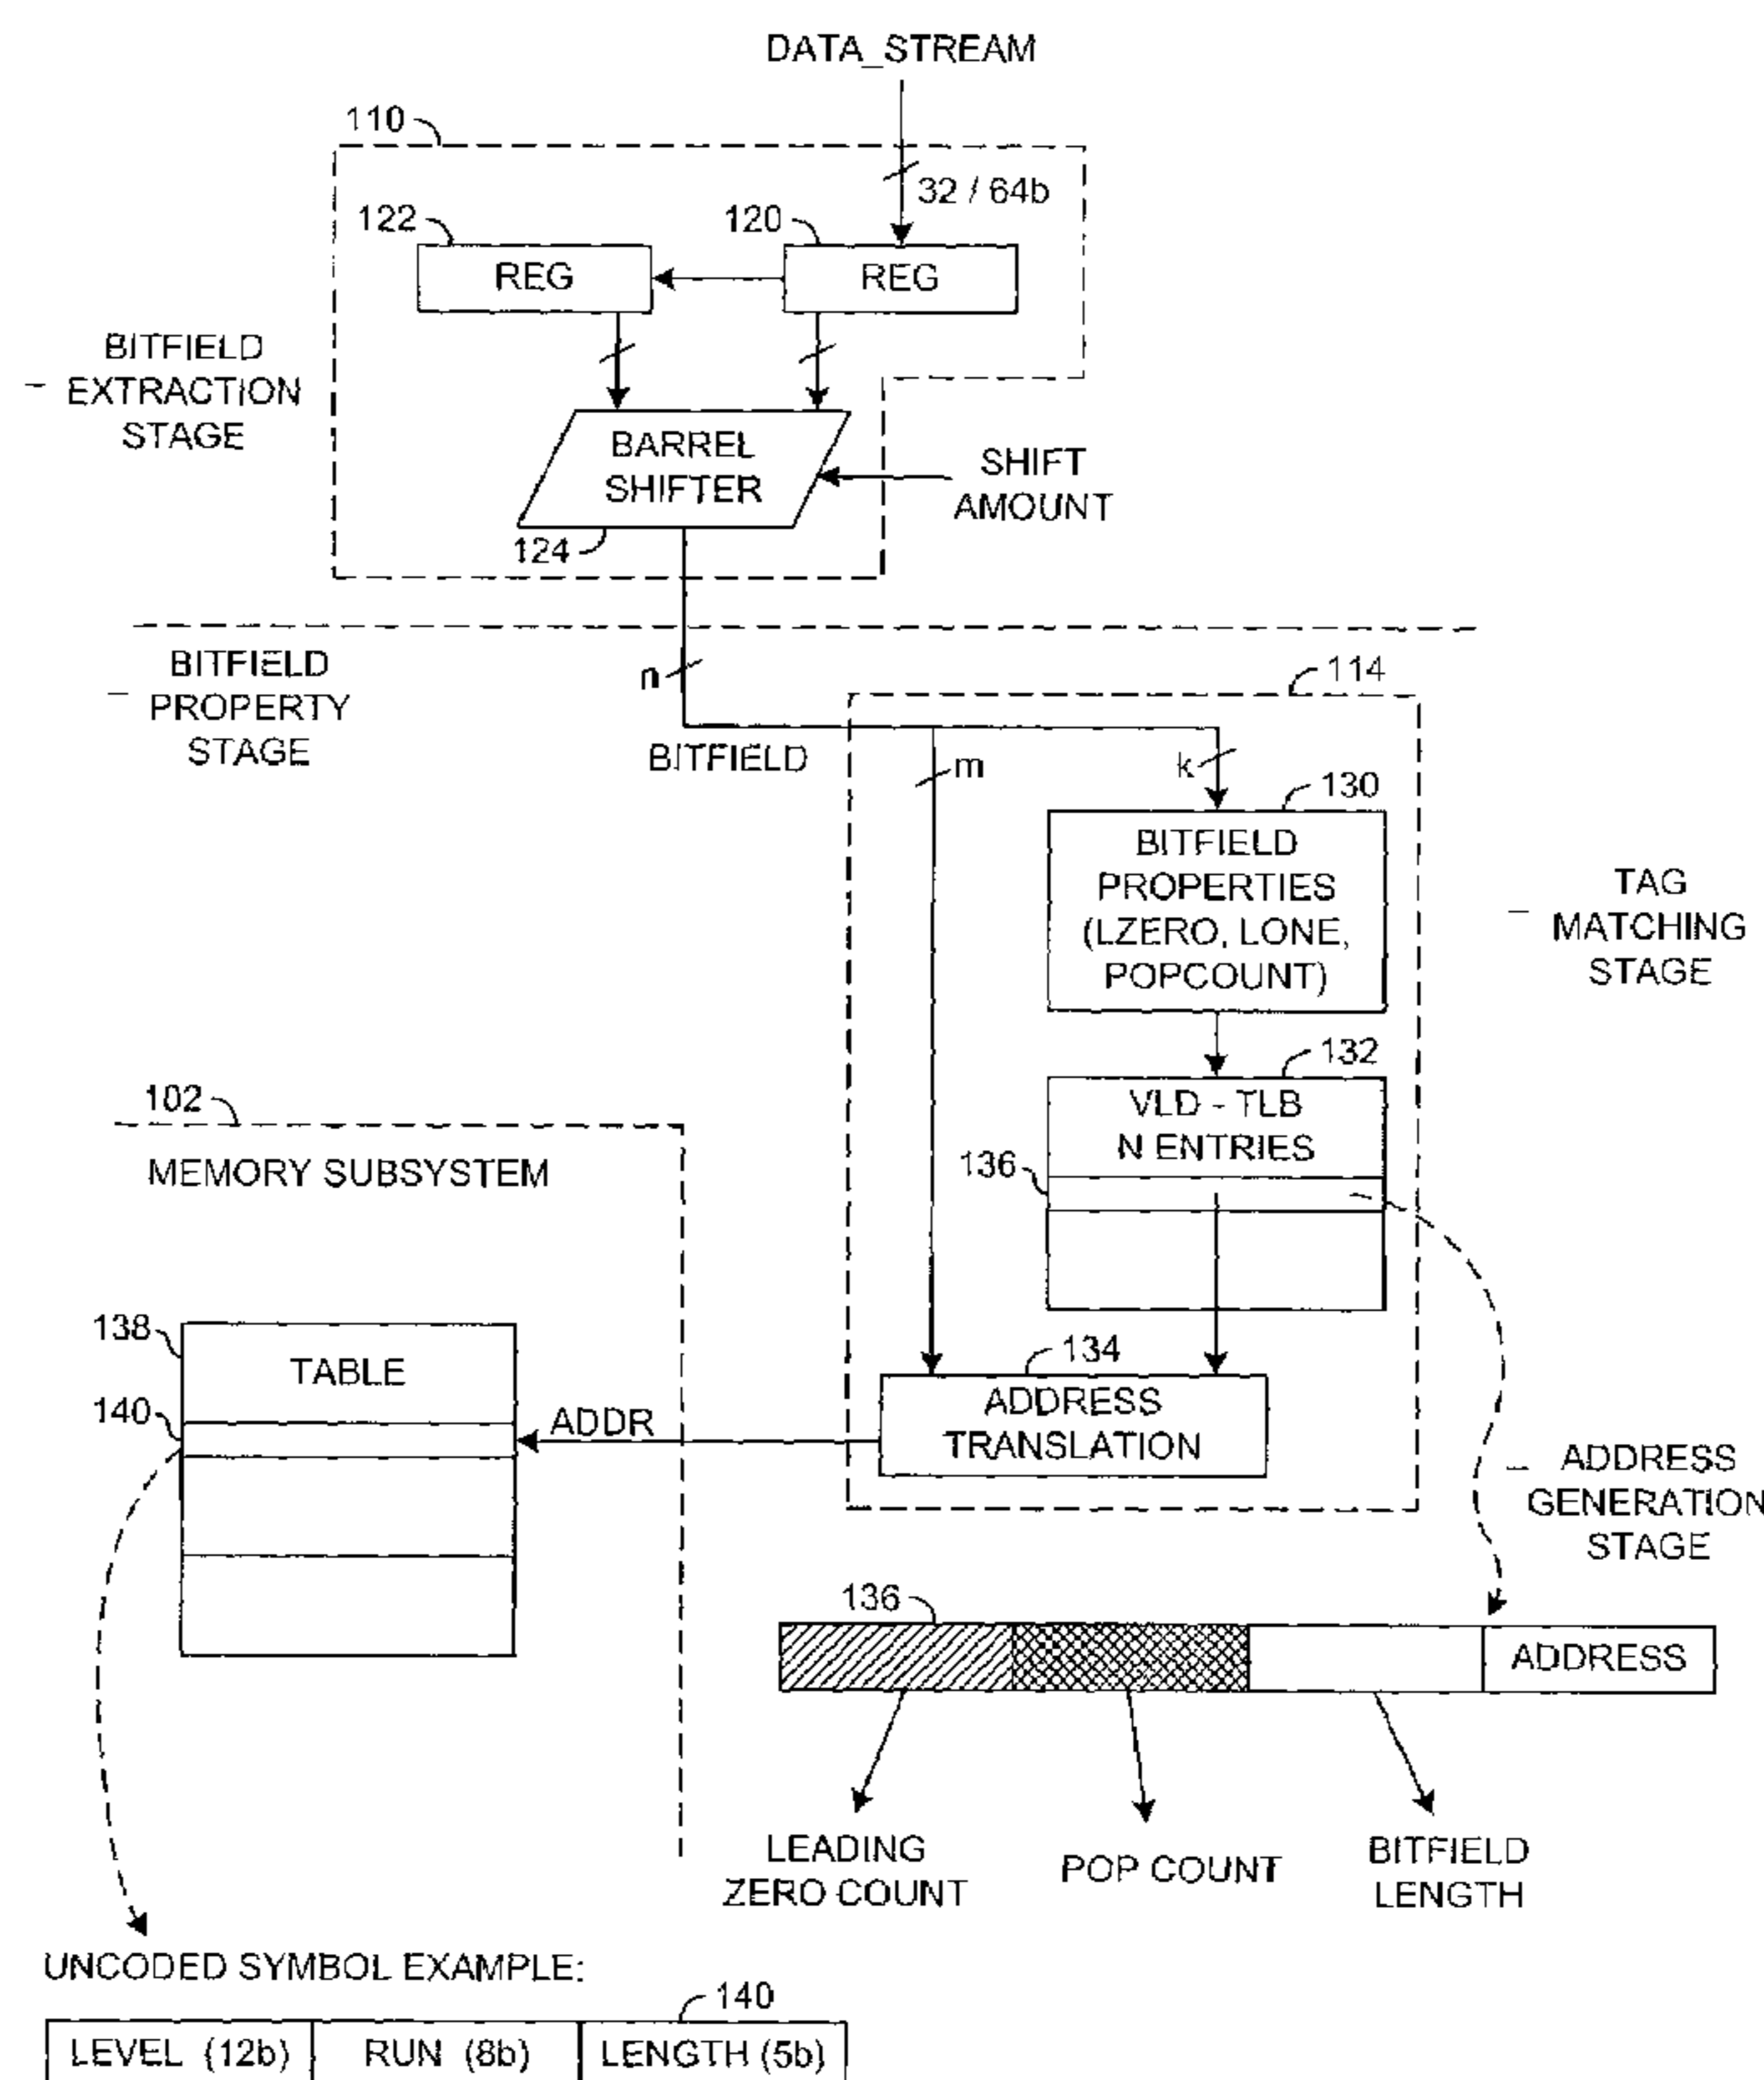 DATA_STREAM
110
32 / 64b
122
120
REG
REG
BITFIELD
EXTRACTION
STAGE
BARREL
SHIFTER
SHIFT
AMOUNT
124
BITFIELD
PROPERTY
STAGE
n
114
BITFIELD
m
k
130
BITFIELD
PROPERTIES
(LZERO, LONE,
POPCOUNT)
TAG
MATCHING
STAGE
132
102
VLD - TLB
N ENTRIES
MEMORY SUBSYSTEM
136
138
TABLE
134
140
ADDR
ADDRESS
TRANSLATION
ADDRESS
GENERATION
STAGE
136
ADDRESS
LEADING
ZERO COUNT
POP COUNT
BITFIELD
LENGTH
UNCODED SYMBOL EXAMPLE:
140
LEVEL (12b)
RUN (8b)
LENGTH (5b)